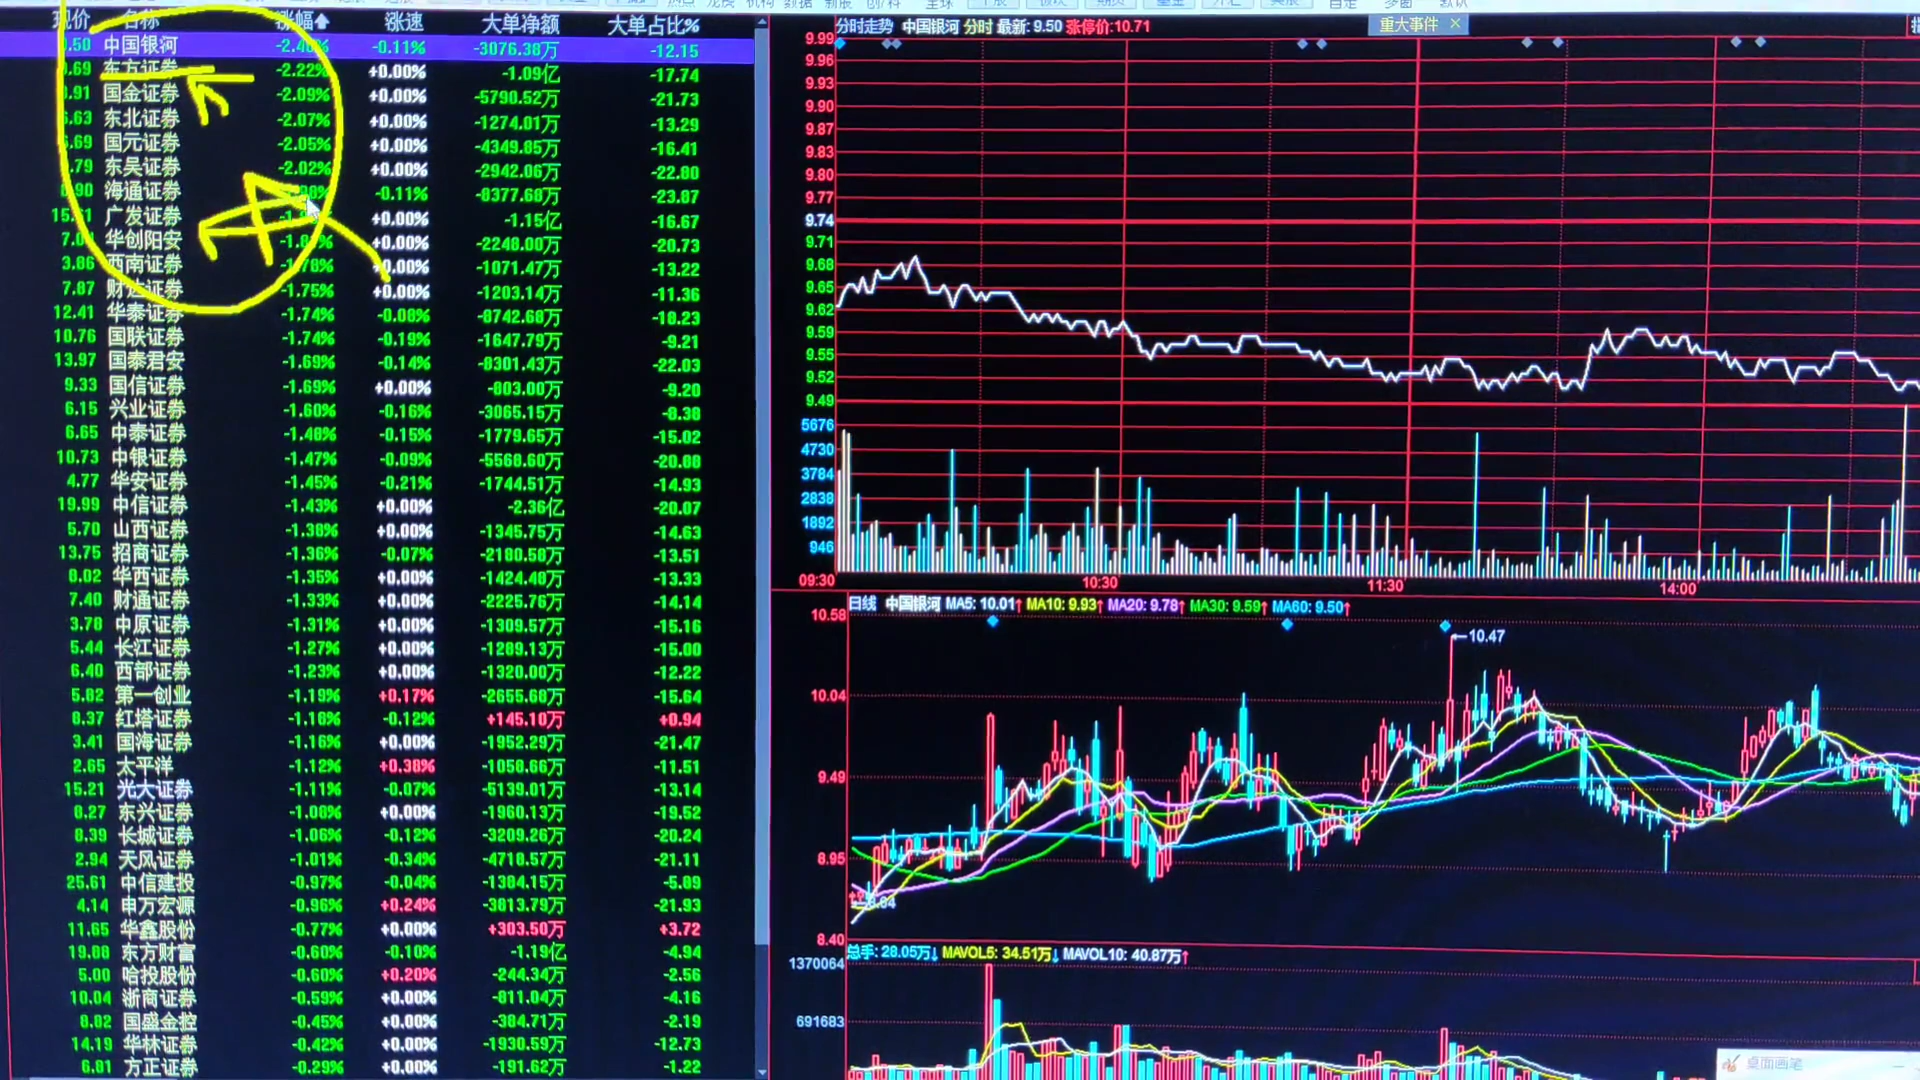 现价 名称 涨幅 涨速 大单净额 大单占比%
中国银河 -0.11% -3076.38万 -12.15
东方证券 -2.22% +0.00% -1.09亿 -17.74
国金证券 -2.09% +0.00% -5790.52万 -21.73
东北证券 -2.07% +0.00% -1274.01万 -13.29
国元证券 -2.05% +0.00% -4349.85万 -16.41
东吴证券 -2.02% +0.00% -2942.06万 -22.80
海通证券 -0.11% -8377.68万 -23.87
广发证券 +0.00% -1.15亿 -16.67
华创阳安 +0.00% -2248.00万 -20.73
3.86 西南证券 -1.78% +0.00% -1071.47万 -13.22
7.87 财达证券 -1.75% +0.00% -1203.14万 -11.36
12.41 华泰证券 -1.74% -0.08% -8742.68万 -18.23
10.76 国联证券 -1.74% -0.19% -1647.79万 -9.21
13.97 国泰君安 -1.69% -0.14% -8301.43万 -22.03
9.33 国信证券 -1.69% +0.00% -803.00万 -9.20
6.15 兴业证券 -1.60% -0.16% -3065.15万 -8.38
6.65 中泰证券 -1.48% -0.15% -1779.65万 -15.02
10.73 中银证券 -1.47% -0.09% -5568.60万 -20.08
4.77 华安证券 -1.45% -0.21% -1744.51万 -14.93
19.99 中信证券 -1.43% +0.00% -2.36亿 -20.07
5.70 山西证券 -1.38% +0.00% -1345.75万 -14.63
13.75 招商证券 -1.36% -0.07% -2180.58万 -13.51
8.02 华西证券 -1.35% +0.00% -1424.48万 -13.33
7.40 财通证券 -1.33% +0.00% -2225.76万 -14.14
3.78 中原证券 -1.31% +0.00% -1309.57万 -15.16
5.44 长江证券 -1.27% +0.00% -1289.13万 -15.00
6.40 西部证券 -1.23% +0.00% -1320.00万 -12.22
5.82 第一创业 -1.19% +0.17% -2655.68万 -15.64
8.37 红塔证券 -1.18% -0.12% +145.10万 +0.94
3.41 国海证券 -1.16% +0.00% -1952.29万 -21.47
2.65 太平洋 -1.12% +0.38% -1058.66万 -11.51
15.21 光大证券 -1.11% -0.07% -5139.01万 -13.14
8.27 东兴证券 -1.08% +0.00% -1960.13万 -19.52
8.39 长城证券 -1.06% -0.12% -3209.26万 -20.24
2.94 天风证券 -1.01% -0.34% -4718.57万 -21.11
25.61 中信建投 -0.97% -0.04% -1384.15万 -5.89
4.14 申万宏源 -0.96% +0.24% -3813.79万 -21.93
11.65 华鑫股份 -0.77% +0.00% +303.50万 +3.72
19.88 东方财富 -0.60% -0.10% -1.19亿 -4.94
5.00 哈投股份 -0.60% +0.20% -244.34万 -2.56
10.04 浙商证券 -0.59% +0.00% -811.04万 -4.16
8.82 国盛金控 -0.45% +0.00% -384.71万 -2.19
14.19 华林证券 -0.42% +0.00% -1930.59万 -12.73
6.81 方正证券 -0.29% +0.00% -191.62万 -1.22
分时走势 中国银河 分时 最新: 9.50 涨停价:10.71 重大事件 ×
9.99
9.96
9.93
9.90
9.87
9.83
9.80
9.77
9.74
9.71
9.68
9.65
9.62
9.59
9.55
9.52
9.49
5676
4730
3784
2838
1892
946
09:30 10:30 11:30 14:00
日线 中国银河 MA5: 10.01↑ MA10: 9.93↑ MA20: 9.78↑ MA30: 9.59↑ MA60: 9.50↑
10.58
←10.47
10.04
9.49
8.95
8.40
总手: 28.05万↓ MAVOL5: 34.51万↓ MAVOL10: 40.87万↑
1370064
691683
桌面画笔